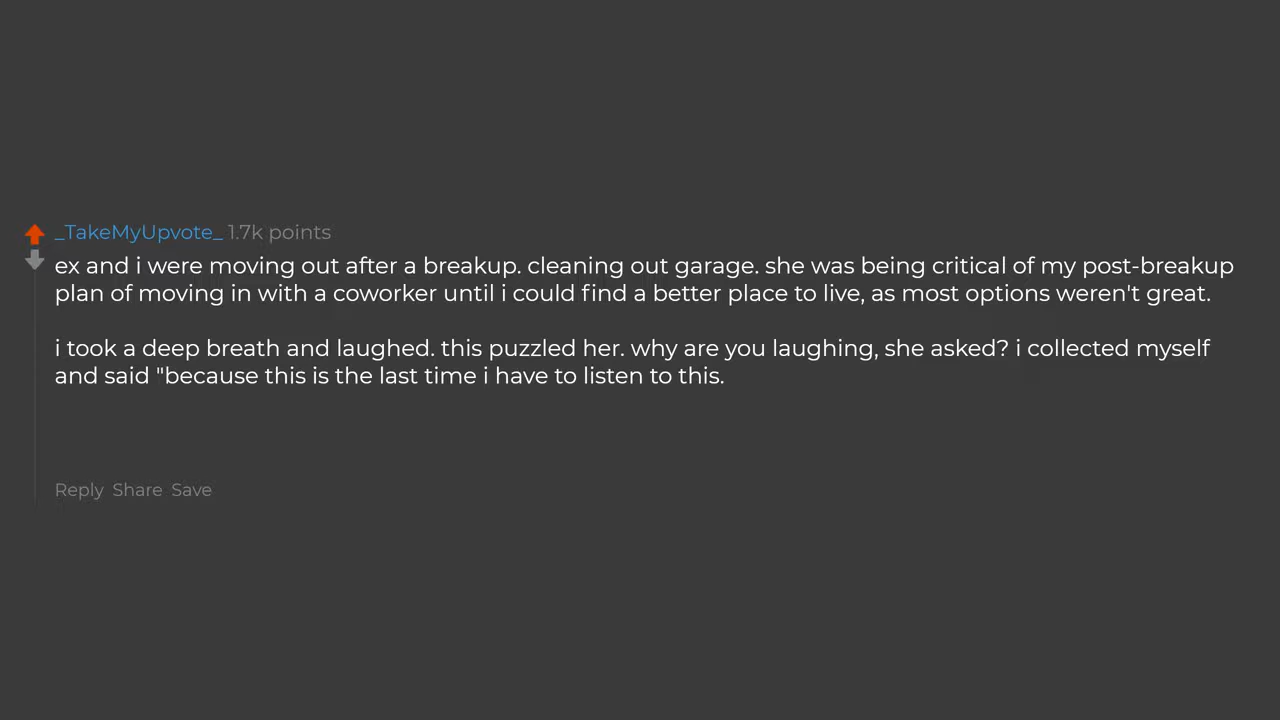 _TakeMyUpvote_ 1.7k points
ex and i were moving out after a breakup. cleaning out garage. she was being critical of my post-breakup
plan of moving in with a coworker until i could find a better place to live, as most options weren't great.
i took a deep breath and laughed. this puzzled her. why are you laughing, she asked? i collected myself
and said "because this is the last time i have to listen to this.
Reply Share Save